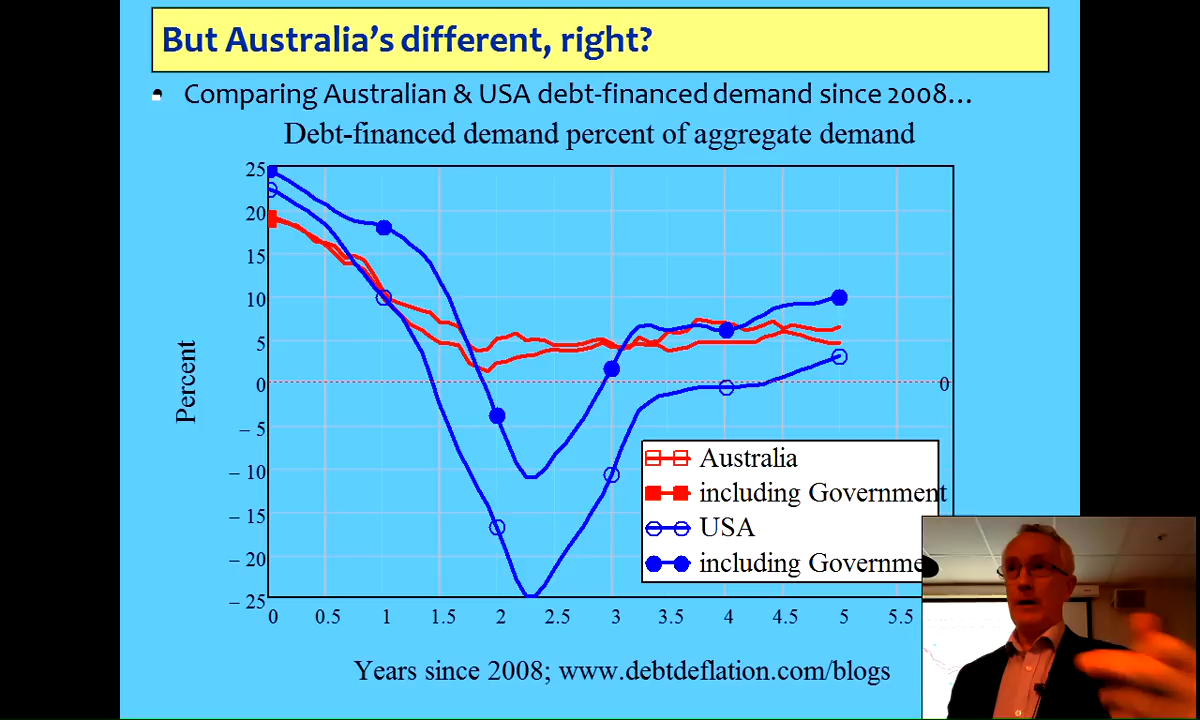 But Australia's different, right?
• Comparing Australian & USA debt-financed demand since 2008…
Debt-financed demand percent of aggregate demand
25
20
15
10
5
0
– 5
– 10
– 15
– 20
– 25
Percent
0
Australia
including Government
USA
including Governme
0 0.5 1 1.5 2 2.5 3 3.5 4 4.5 5 5.5
Years since 2008; www.debtdeflation.com/blogs